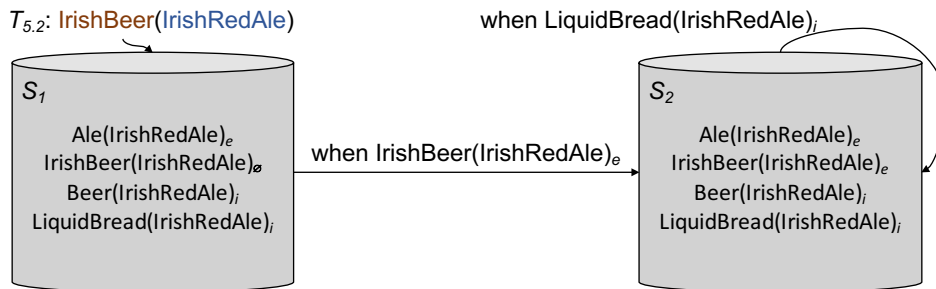 T5.2: IrishBeer(IrishRedAle)
when LiquidBread(IrishRedAle)i
S1
Ale(IrishRedAle)e
IrishBeer(IrishRedAle)ø
Beer(IrishRedAle)i
LiquidBread(IrishRedAle)i
when IrishBeer(IrishRedAle)e
S2
Ale(IrishRedAle)e
IrishBeer(IrishRedAle)e
Beer(IrishRedAle)i
LiquidBread(IrishRedAle)i